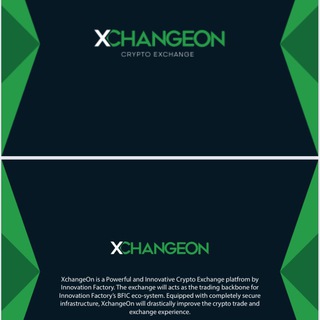 XCHANGEON
CRYPTO EXCHANGE
XCHANGEON
XchangeOn is a Powerful and Innovative Crypto Exchange platfrom by
Innovation Factory. The exchange will acts as the trading backbone for
Innovation Factory's BFIC eco-system. Equipped with completely secure
infrastructure, XchangeOn will drastically improve the crypto trade and
exchange experience.